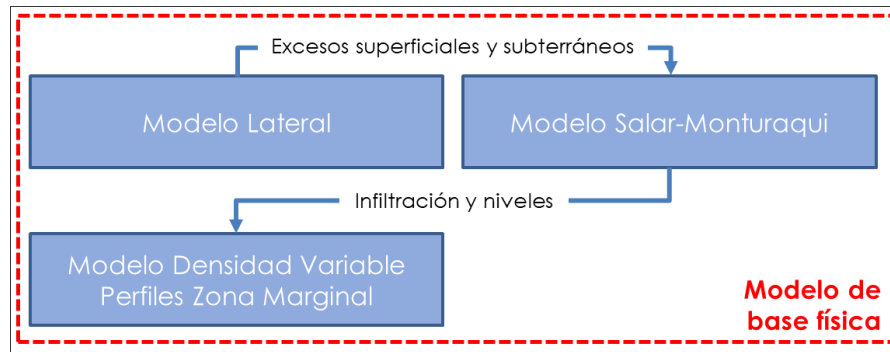 Excesos superficiales y subterráneos
Modelo Lateral
Modelo Salar-Monturaqui
Infiltración y niveles
Modelo Densidad Variable
Perfiles Zona Marginal
Modelo de
base física